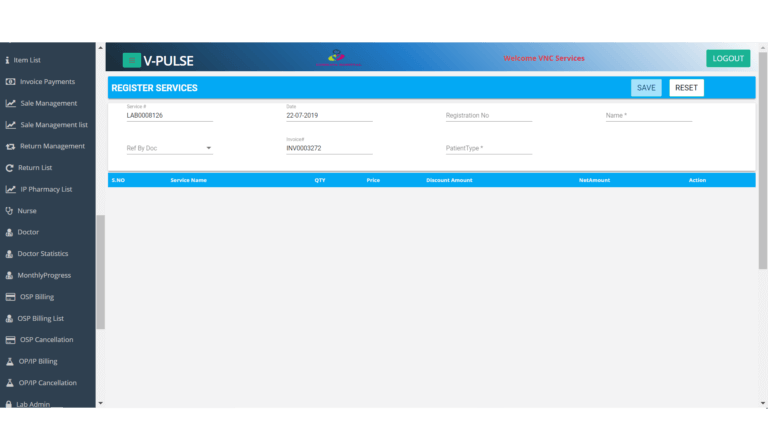 V-PULSE
Welcome VNC Services
LOGOUT
Item List
Invoice Payments
Sale Management
Sale Management list
Return Management
Return List
IP Pharmacy List
Nurse
Doctor
Doctor Statistics
MonthlyProgress
OSP Billing
OSP Billing List
OSP Cancellation
OP/IP Billing
OP/IP Cancellation
Lab Admin
REGISTER SERVICES
SAVE
RESET
Service #
LAB0008126
Date
22-07-2019
Registration No
Name *
Ref By Doc
Invoice#
INV0003272
PatientType *
S.NO Service Name QTY Price Discount Amount NetAmount Action